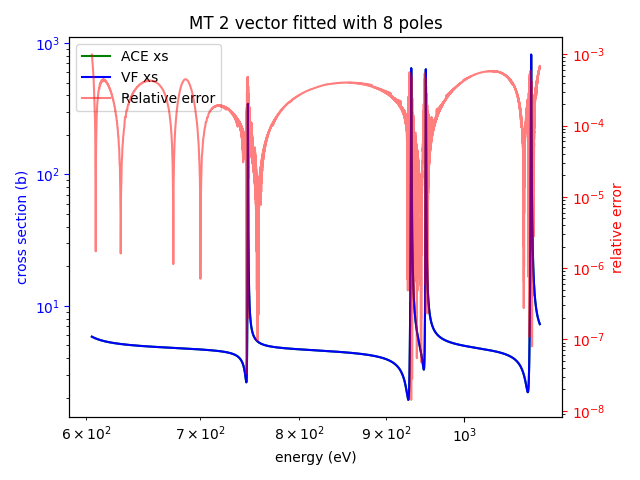 MT 2 vector fitted with 8 poles
ACE xs
VF xs
Relative error
10³
10²
10¹
cross section (b)
10⁻³
10⁻⁴
10⁻⁵
10⁻⁶
10⁻⁷
10⁻⁸
relative error
6 × 10² 7 × 10² 8 × 10² 9 × 10² 10³
energy (eV)